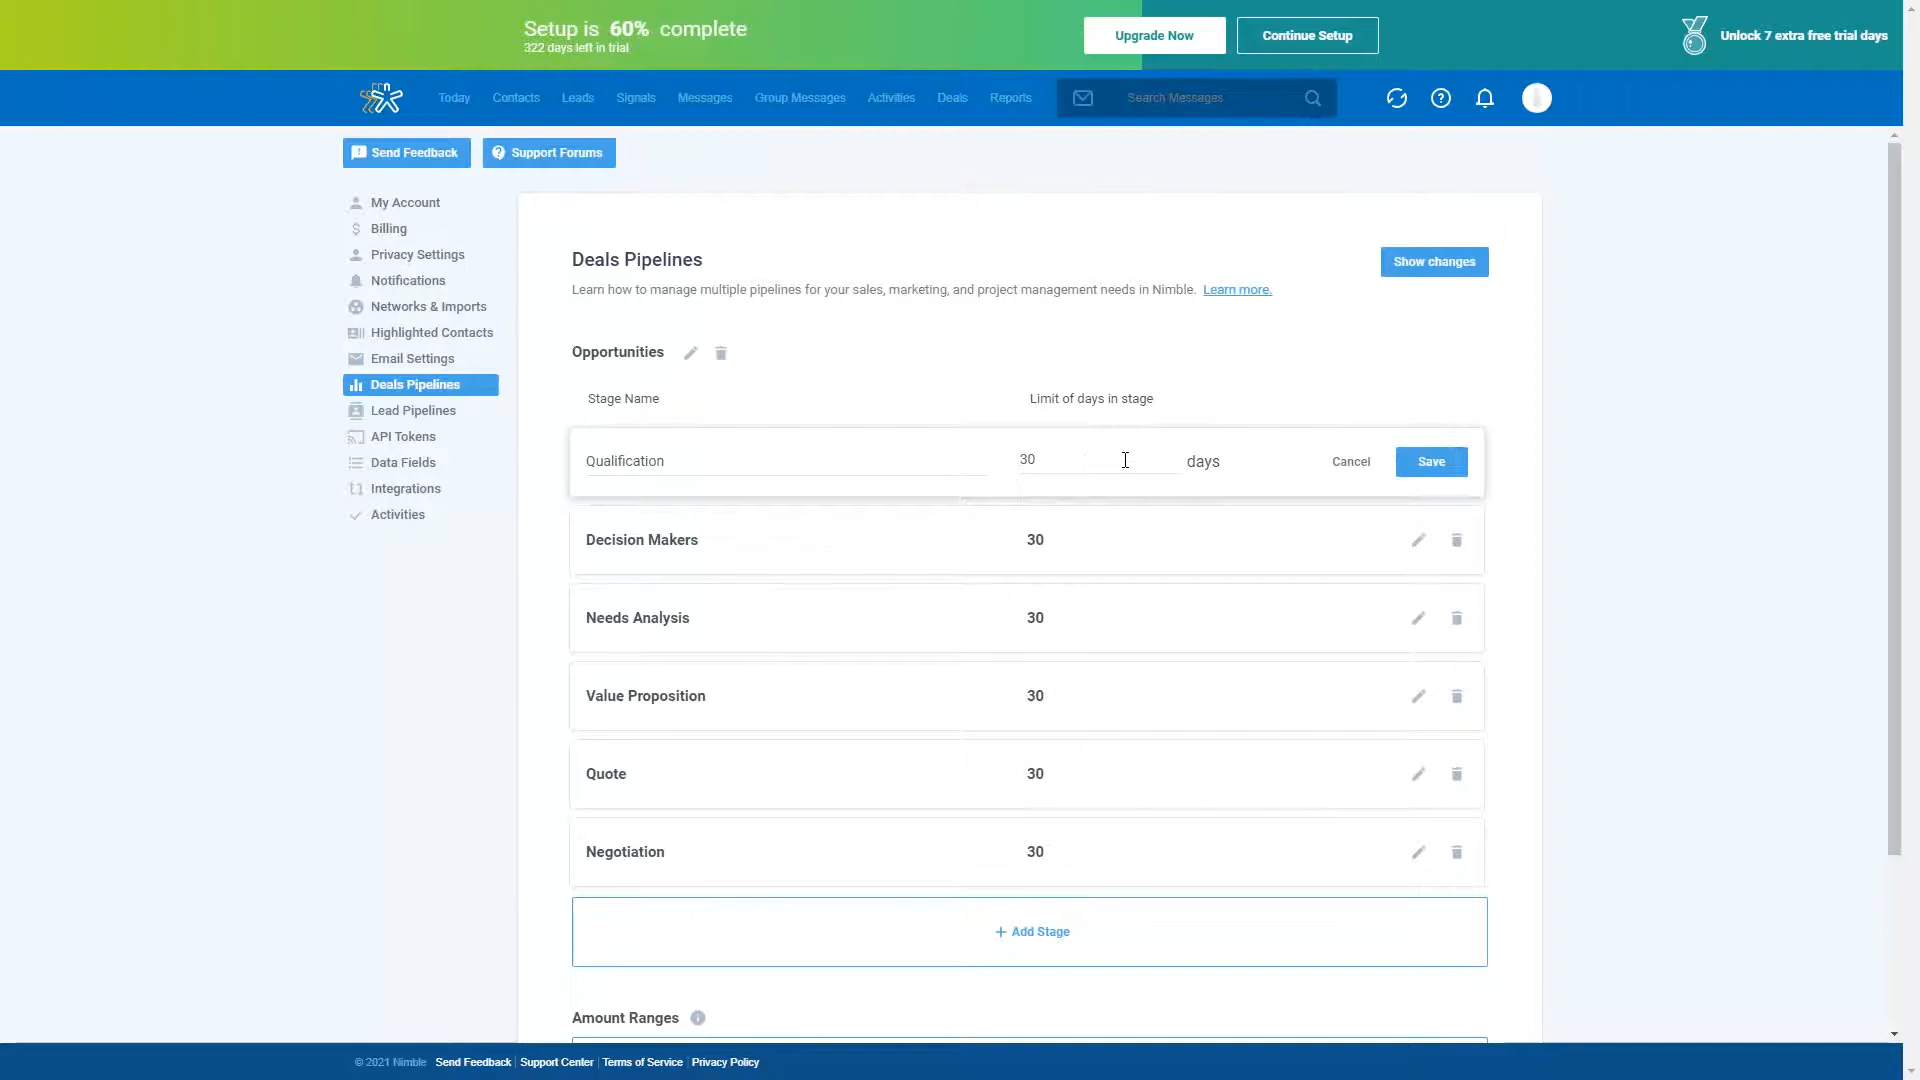 Setup is 60% complete
322 days left in trial
Upgrade Now
Continue Setup
Unlock 7 extra free trial days
Today
Contacts
Leads
Signals
Messages
Group Messages
Activities
Deals
Reports
Search Messages
Send Feedback
Support Forums
My Account
Billing
Privacy Settings
Notifications
Networks & Imports
Highlighted Contacts
Email Settings
Deals Pipelines
Lead Pipelines
API Tokens
Data Fields
Integrations
Activities
Deals Pipelines
Show changes
Learn how to manage multiple pipelines for your sales, marketing, and project management needs in Nimble. Learn more.
Opportunities
Stage Name
Limit of days in stage
Qualification
30
days
Cancel
Save
Decision Makers
30
Needs Analysis
30
Value Proposition
30
Quote
30
Negotiation
30
+ Add Stage
Amount Ranges
© 2021 Nimble
Send Feedback | Support Center | Terms of Service | Privacy Policy